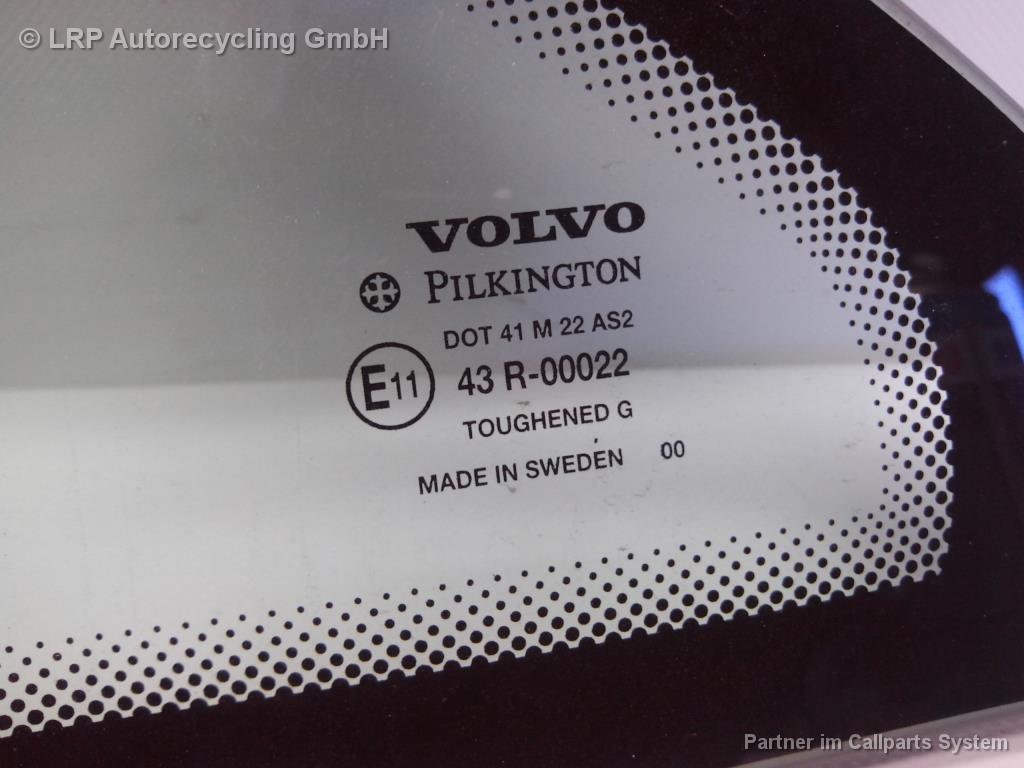 © LRP Autorecycling GmbH
VOLVO
PILKINGTON
DOT 41 M 22 AS2
E11 43 R-00022
TOUGHENED G
MADE IN SWEDEN 00
Partner im Callparts System